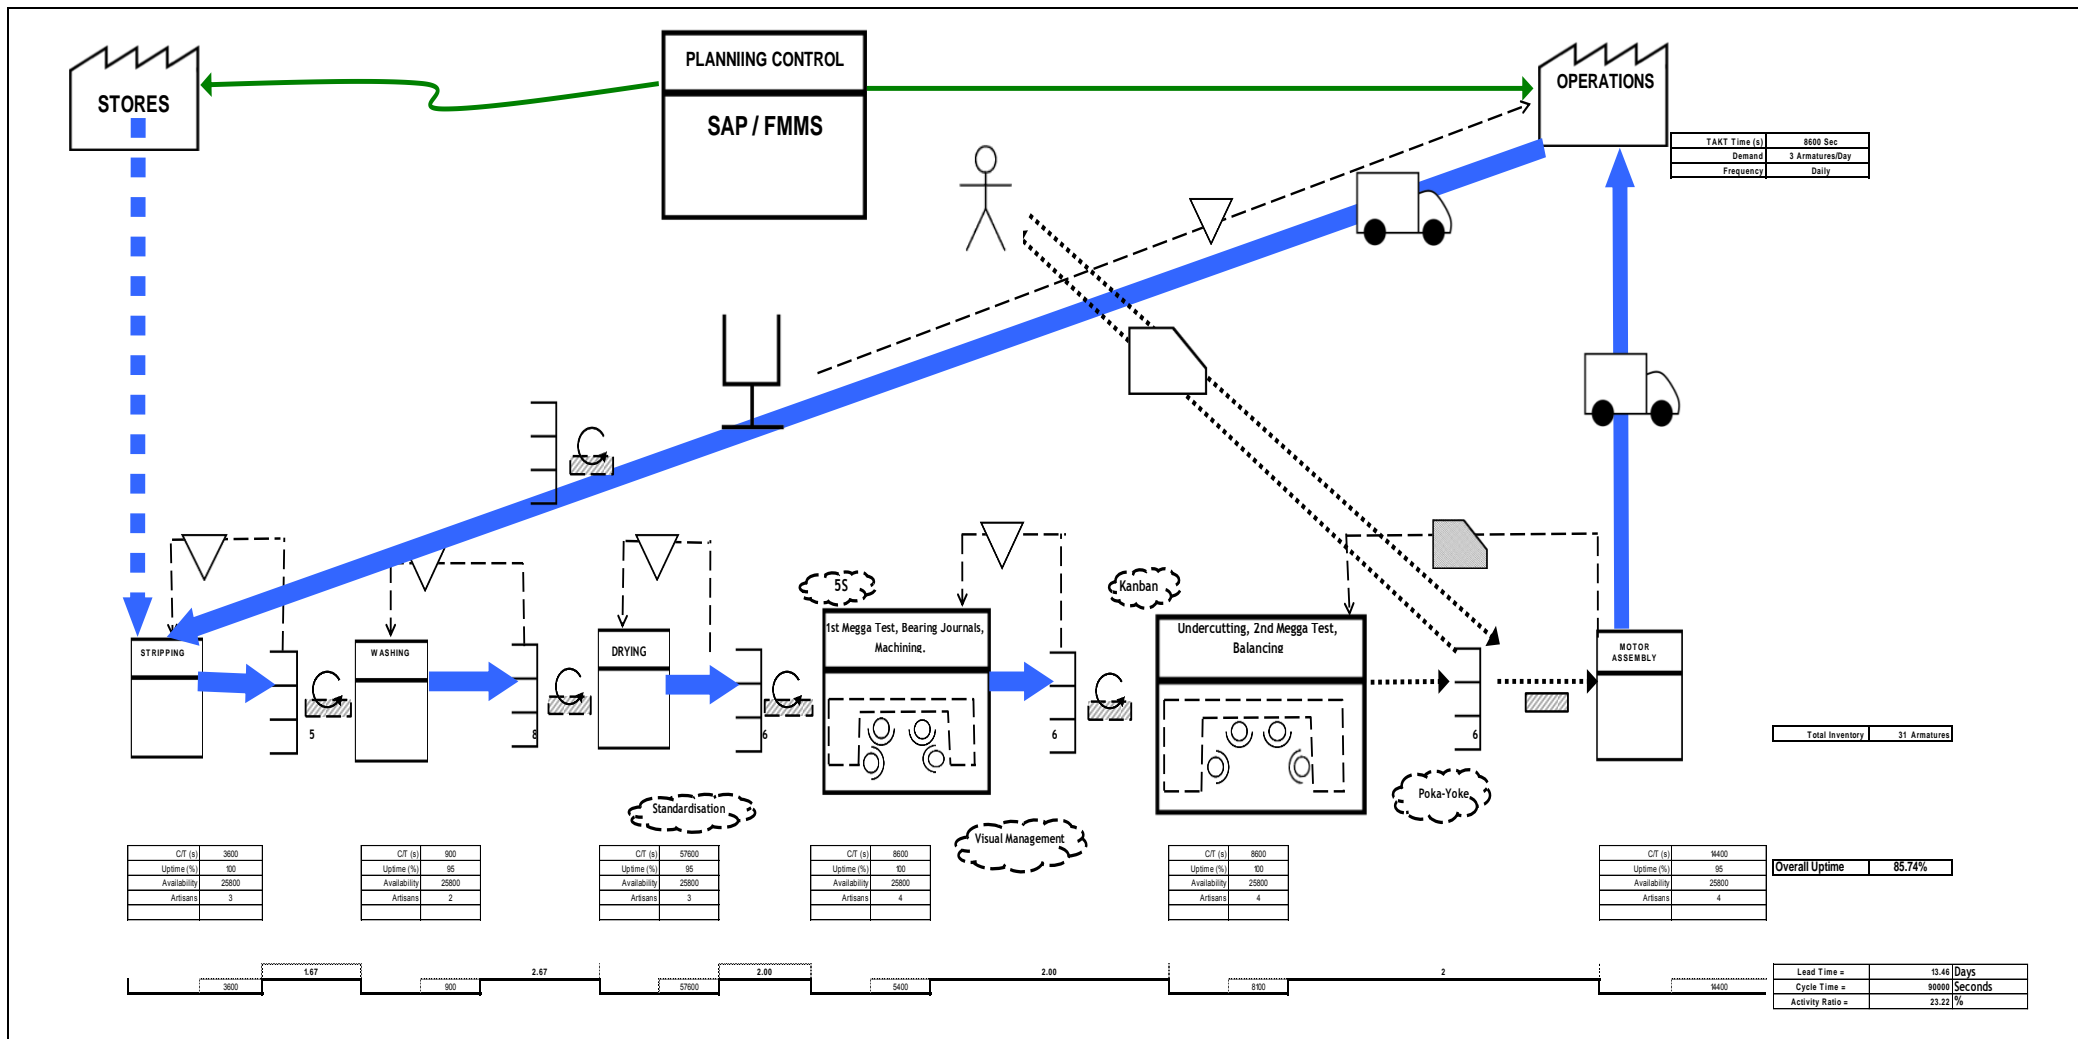 PLANNIING CONTROL
SAP / FMMS
STORES
OPERATIONS
TAKT Time (s) 8600 Sec
Demand 3 Armatures/Day
Frequency Daily
5S
Kanban
STRIPPING
WASHING
DRYING
1st Megga Test, Bearing Journals,
Machining.
Undercutting, 2nd Megga Test,
Balancing
MOTOR
ASSEMBLY
5
8
6
6
6
Total Inventory 31 Armatures
Standardisation
Visual Management
Poka-Yoke
C/T (s) 3600
Uptime (%) 100
Availability 25800
Artisans 3
C/T (s) 900
Uptime (%) 95
Availability 25800
Artisans 2
C/T (s) 57600
Uptime (%) 95
Availability 25800
Artisans 3
C/T (s) 8600
Uptime (%) 100
Availability 25800
Artisans 4
C/T (s) 8600
Uptime (%) 100
Availability 25800
Artisans 4
C/T (s) 14400
Uptime (%) 95
Availability 25800
Artisans 4
Overall Uptime 85.74%
1.67 2.67 2.00 2.00 2
3600 900 57600 5400 8100 14400
Lead Time = 13.46 Days
Cycle Time = 90000 Seconds
Activity Ratio = 23.22 %